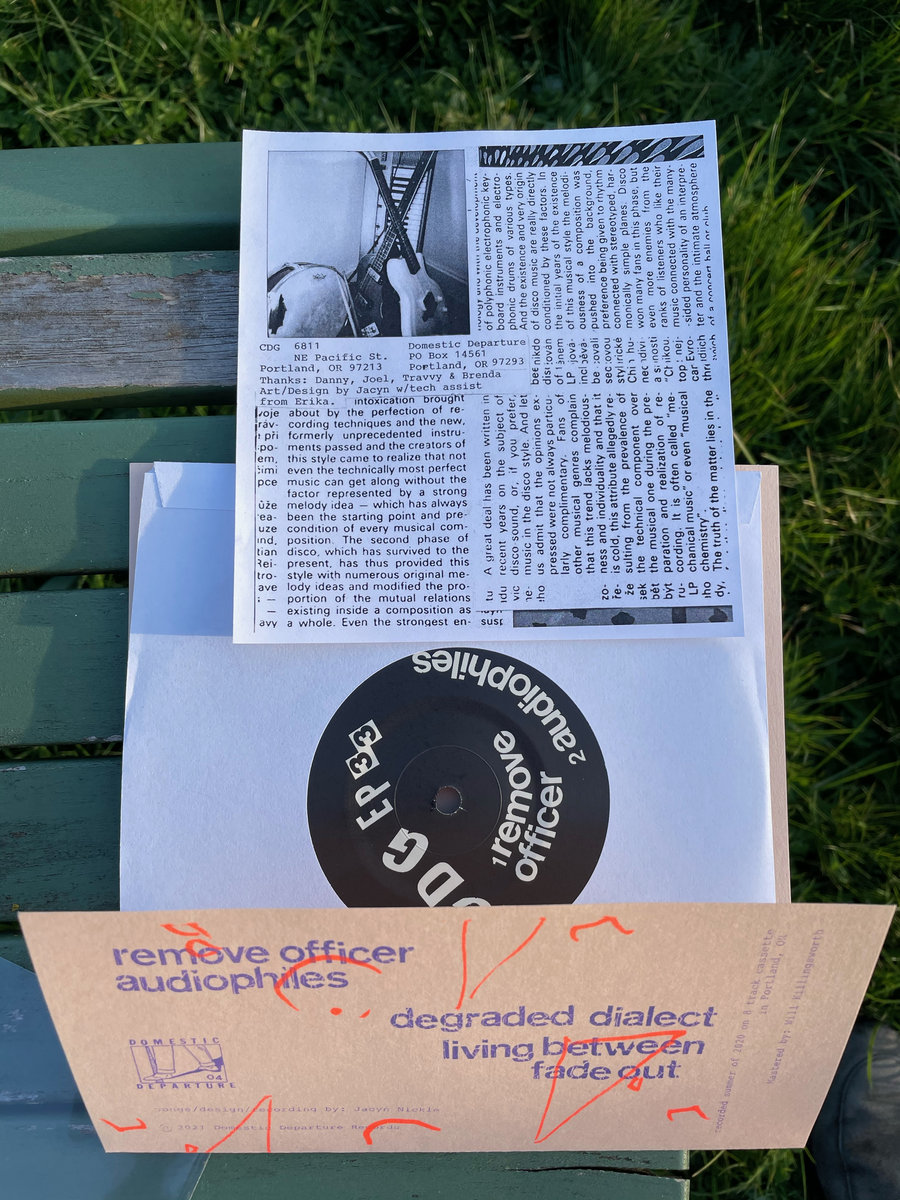 of polyphonic electrophonic key-
board instruments and electro-
phonic drums of various types.
And the existence and very origin
of disco music are really directly
conditioned by these factors. In
the initial years of the existence
of this musical style the melodi-
ousness of a composition was
pushed into the background,
preference being given to rhythm
connected with stereotyped, har-
monically simple planes. Disco
won many fans in this phase, but
even more enemies from the
ranks of listeners who like their
music connected with the many-
-sided personality of an interpre-
ter and the intimate atmosphere
of a concert hall or club
CDG 6811
NE Pacific St.
Portland, OR 97213
Domestic Departure
PO Box 14561
Portland, OR 97293
Thanks: Danny, Joel, Travvy & Brenda
Art/Design by Jacyn w/tech assist
from Erika.
intoxication brought
about by the perfection of re-
cording techniques and the new,
formerly unprecedented instru-
ments passed and the creators of
this style came to realize that not
even the technically most perfect
music can get along without the
factor represented by a strong
melody idea — which has always
been the starting point and pre-
condition of every musical com-
position. The second phase of
disco, which has survived to the
present, has thus provided this
style with numerous original me-
lody ideas and modified the pro-
portion of the mutual relations
existing inside a composition as
a whole. Even the strongest en-
A great deal has been written in
recent years on the subject of
disco sound, or, if you prefer,
music in the disco style. And let
us admit that the opinions ex-
pressed were not always particu-
larly complimentary. Fans of
other musical genres complain
that this trend lacks melodious-
ness and individuality and that it
is cold, this attribute allegedly re-
sulting from the prevalence of
the technical component over
the musical one during the pre-
paration and realization of re-
cording. It is often called "me-
chanical music" or even "musical
chemistry".
The truth of the matter lies in the
audiophiles
2
1 remove
officer
EP 33
DG
remove officer
audiophiles
degraded dialect
living between
fade out
DOMESTIC
04
DEPARTURE
songs/design/recording by: Jacyn Nickle
© 2021 Domestic Departure Records
recorded summer of 2020 on 8 track cassette
in Portland, OR
Mastered by: Will Killingsworth